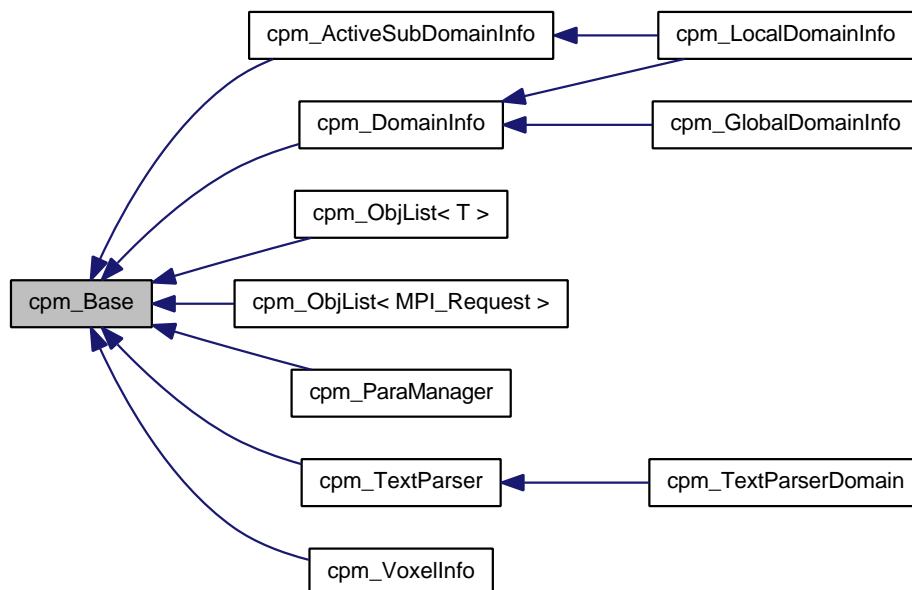 cpm_ActiveSubDomainInfo
cpm_LocalDomainInfo
cpm_DomainInfo
cpm_GlobalDomainInfo
cpm_ObjList< T >
cpm_Base
cpm_ObjList< MPI_Request >
cpm_ParaManager
cpm_TextParser
cpm_TextParserDomain
cpm_VoxelInfo